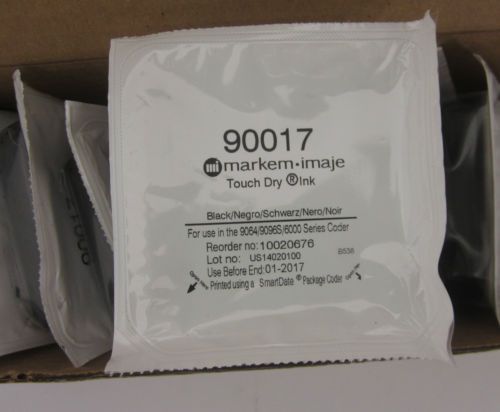 90017
mi markem·imaje
Touch Dry ® Ink
Black/Negro/Schwarz/Nero/Noir
For use in the 9064/9096S/6000 Series Coder
Reorder no: 10020676
Lot no: US14020100 B536
Use Before End: 01-2017
Printed using a SmartDate® Package Coder